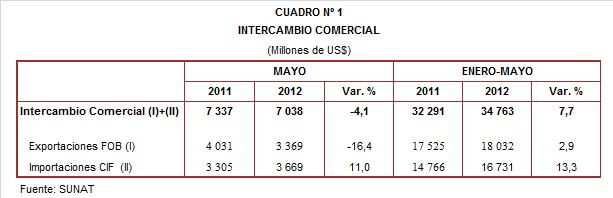 CUADRO Nº 1
INTERCAMBIO COMERCIAL
(Millones de US$)
MAYO ENERO-MAYO
2011 2012 Var. % 2011 2012 Var. %
Intercambio Comercial (I)+(II) 7 337 7 038 -4,1 32 291 34 763 7,7
Exportaciones FOB (I) 4 031 3 369 -16,4 17 525 18 032 2,9
Importaciones CIF (II) 3 305 3 669 11,0 14 766 16 731 13,3
Fuente: SUNAT